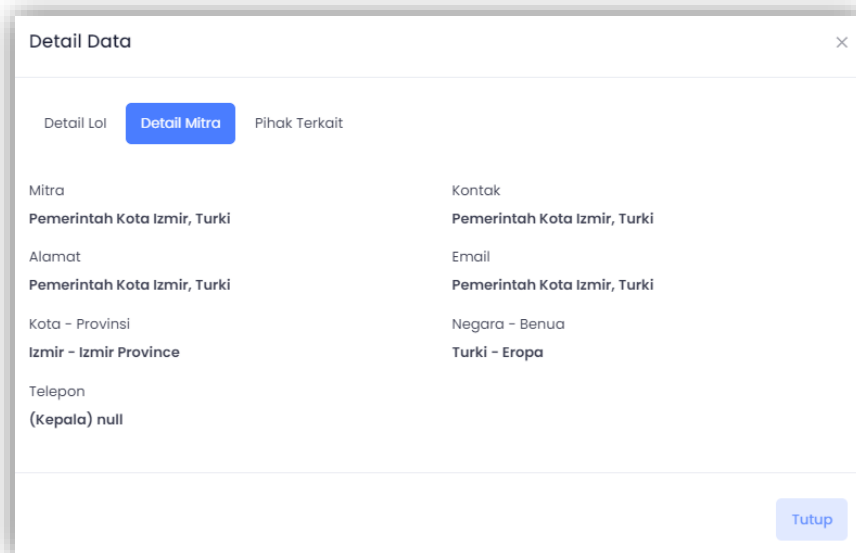 Detail Data
Detail LoI
Detail Mitra
Pihak Terkait
Mitra
Pemerintah Kota Izmir, Turki
Kontak
Pemerintah Kota Izmir, Turki
Alamat
Pemerintah Kota Izmir, Turki
Email
Pemerintah Kota Izmir, Turki
Kota - Provinsi
Izmir - Izmir Province
Negara - Benua
Turki - Eropa
Telepon
(Kepala) null
Tutup